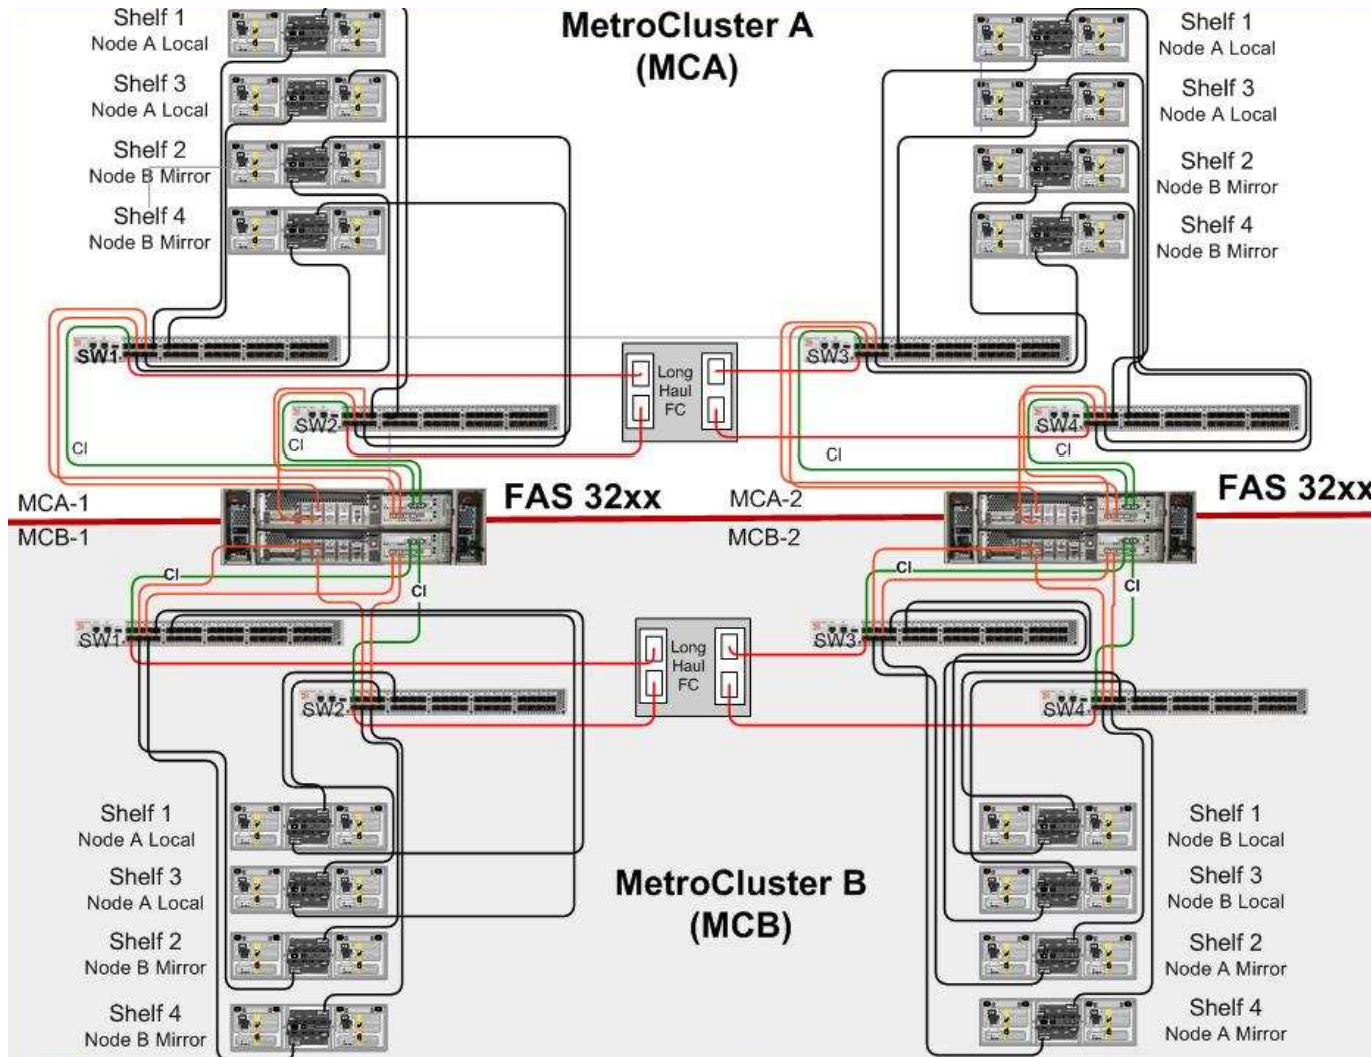 MetroCluster A
(MCA)
Shelf 1
Node A Local
Shelf 3
Node A Local
Shelf 2
Node B Mirror
Shelf 4
Node B Mirror
Shelf 1
Node A Local
Shelf 3
Node A Local
Shelf 2
Node B Mirror
Shelf 4
Node B Mirror
SW1
SW2
Long
Haul
FC
SW3
SW4
CI
CI
CI
CI
MCA-1
FAS 32xx
MCA-2
FAS 32xx
MCB-1
MCB-2
CI
CI
CI
CI
SW1
SW2
Long
Haul
FC
SW3
SW4
Shelf 1
Node A Local
Shelf 3
Node A Local
Shelf 2
Node B Mirror
Shelf 4
Node B Mirror
MetroCluster B
(MCB)
Shelf 1
Node B Local
Shelf 3
Node B Local
Shelf 2
Node A Mirror
Shelf 4
Node A Mirror